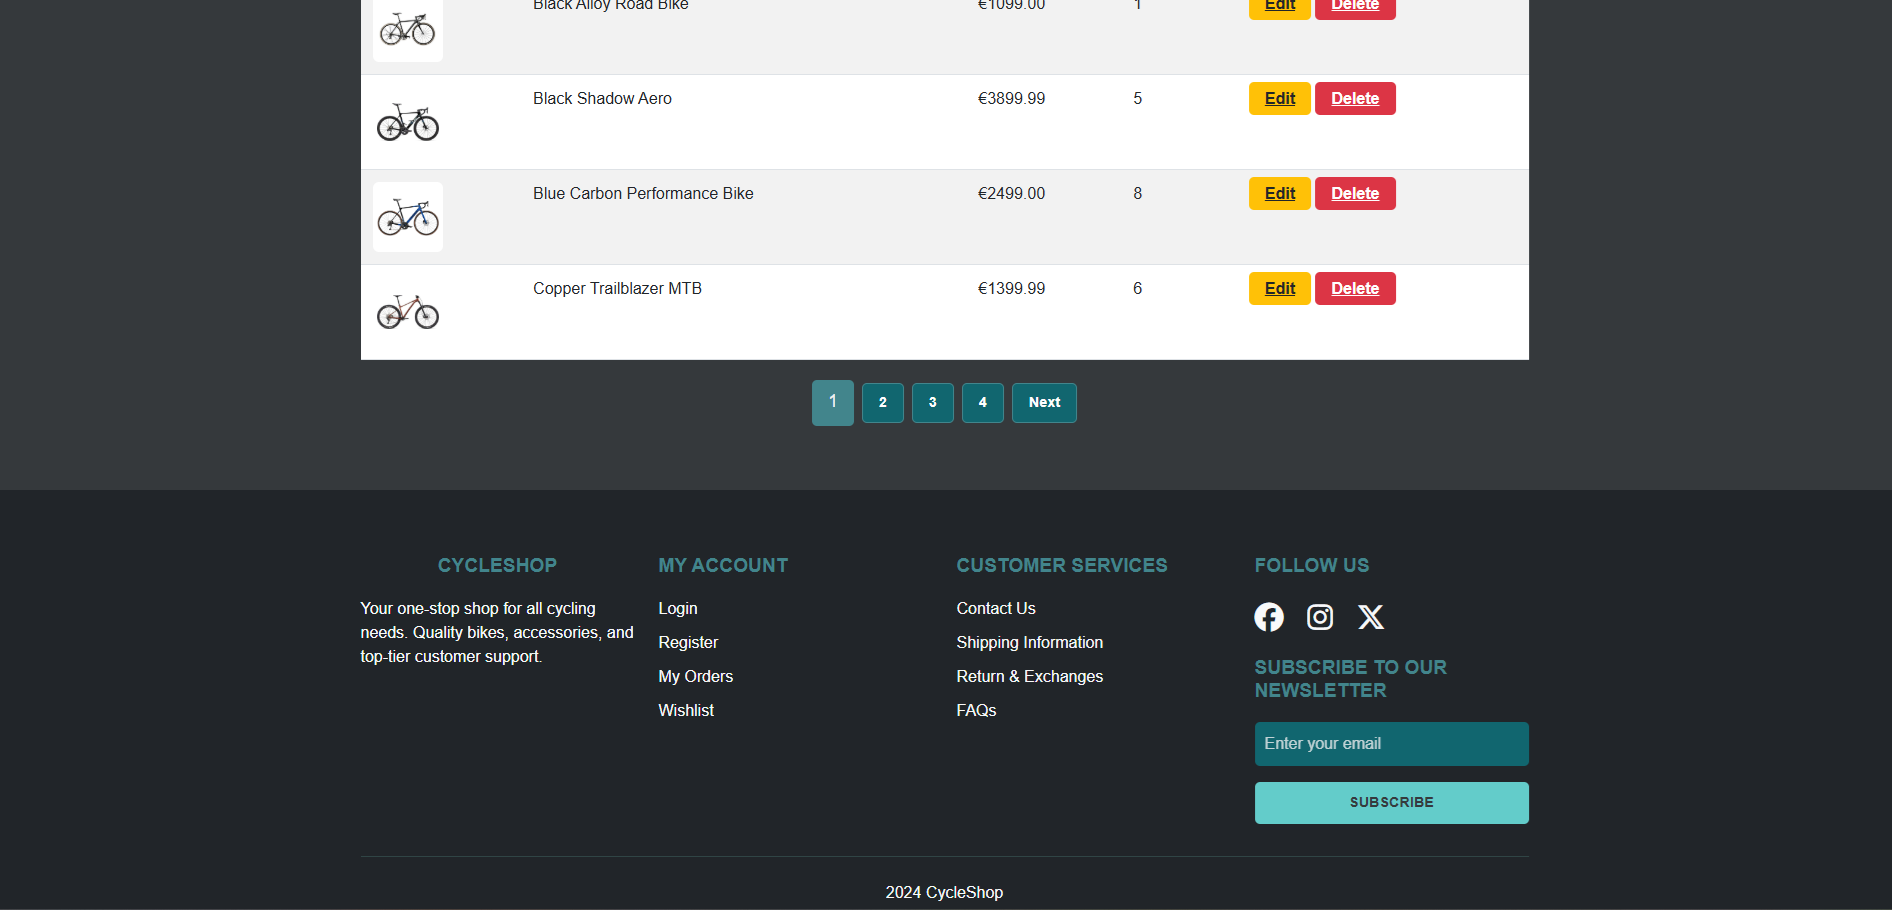 Black Alloy Road Bike €1099.00 1 Edit Delete
Black Shadow Aero €3899.99 5 Edit Delete
Blue Carbon Performance Bike €2499.00 8 Edit Delete
Copper Trailblazer MTB €1399.99 6 Edit Delete
1 2 3 4 Next
CYCLESHOP
Your one-stop shop for all cycling
needs. Quality bikes, accessories, and
top-tier customer support.
MY ACCOUNT
Login
Register
My Orders
Wishlist
CUSTOMER SERVICES
Contact Us
Shipping Information
Return & Exchanges
FAQs
FOLLOW US
SUBSCRIBE TO OUR
NEWSLETTER
Enter your email
SUBSCRIBE
2024 CycleShop